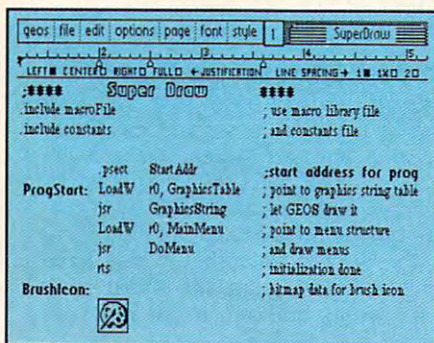 geos file edit options page font style 1 SuperDraw
2 3 4 5
LEFT CENTER RIGHT FULL ←JUSTIFICATION LINE SPACING→ 1 1½ 2
;**** Super Draw ****
.include macroFile ; use macro library file
.include constants ; and constants file
.psect StartAddr ;start address for prog
ProgStart: LoadW r0, GraphicsTable ; point to graphics string table
jsr GraphicsString ; let GEOS draw it
LoadW r0, MainMenu ; point to menu structure
jsr DoMenu ; and draw menus
rts ; initialization done
BrushIcon: ; bitmap data for brush icon